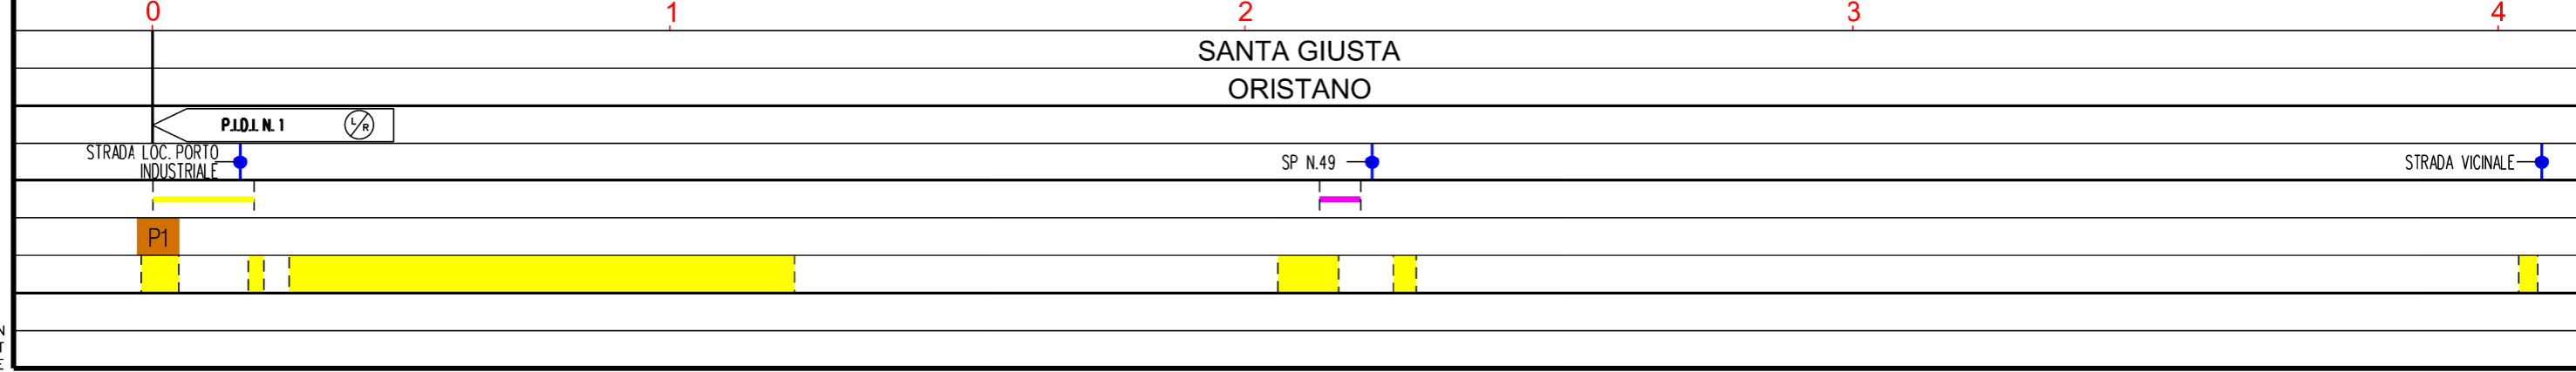 0 1 2 3 4
SANTA GIUSTA
ORISTANO
P.I.D.I. N. 1 L/R
STRADA LOC. PORTO
INDUSTRIALE
SP N.49
STRADA VICINALE
P1
N
T
E